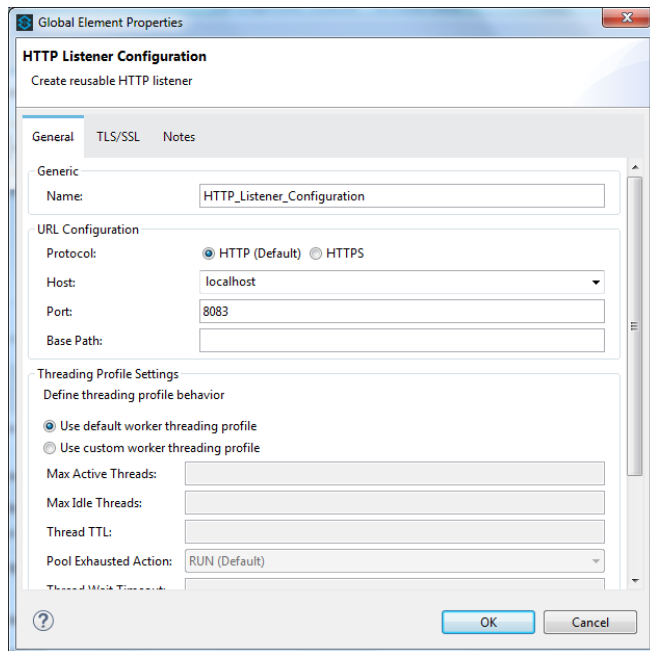 Global Element Properties
HTTP Listener Configuration
Create reusable HTTP listener
General TLS/SSL Notes
Generic
Name: HTTP_Listener_Configuration
URL Configuration
Protocol: HTTP (Default) HTTPS
Host: localhost
Port: 8083
Base Path:
Threading Profile Settings
Define threading profile behavior
Use default worker threading profile
Use custom worker threading profile
Max Active Threads:
Max Idle Threads:
Thread TTL:
Pool Exhausted Action: RUN (Default)
Thread Wait Timeout:
OK Cancel